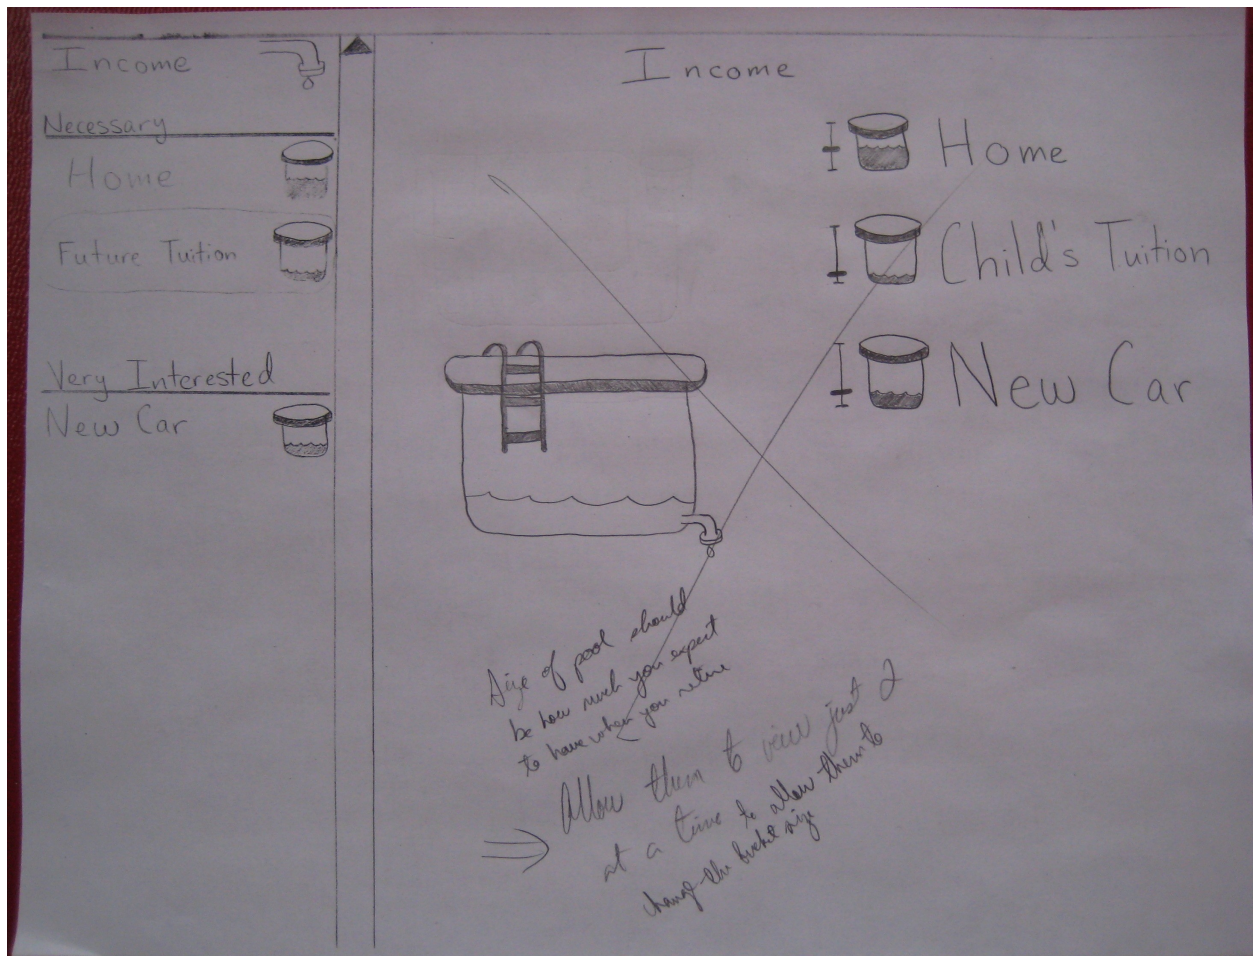 Income
Necessary
Home
Future Tuition
Very Interested
New Car
Income
Home
Child's Tuition
New Car
Size of pool should
be how much you expect
to have when you retire
Allow them to view just 2
at a time to allow them to
change the bucket size